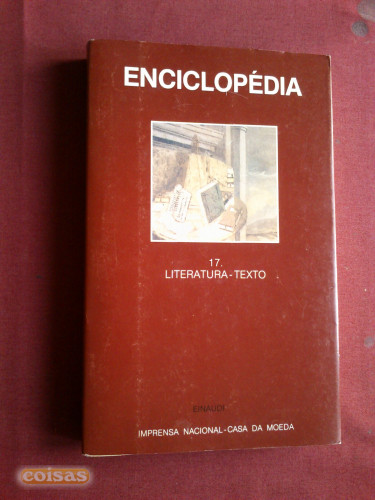 ENCICLOPÉDIA
17.
LITERATURA-TEXTO
EINAUDI
IMPRENSA NACIONAL-CASA DA MOEDA
coisas